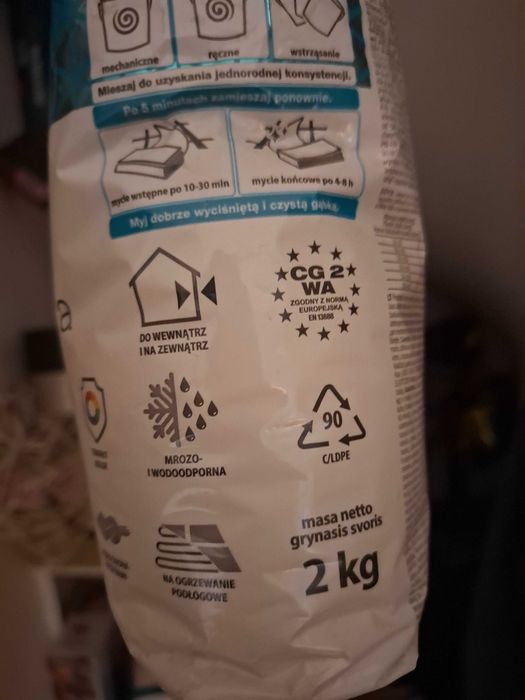 mechaniczne
ręczne
wstrząsanie
Mieszaj do uzyskania jednorodnej konsystencji.
Po 5 minutach zamieszaj ponownie.
mycie wstępne po 10-30 min
mycie końcowe po 4-8 h
Myj dobrze wyciśniętą i czystą gąbką.
DO WEWNĄTRZ
I NA ZEWNĄTRZ
CG 2
WA
ZGODNY Z NORMĄ
EUROPEJSKĄ
EN 13888
MROZO-
I WODOODPORNA
90
C/LDPE
NA OGRZEWANIE
PODŁOGOWE
masa netto
grynasis svoris
2 kg